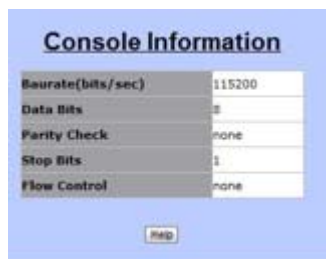 Console Information
Baurate(bits/sec) 115200
Data Bits 8
Parity Check none
Stop Bits 1
Flow Control none
Help